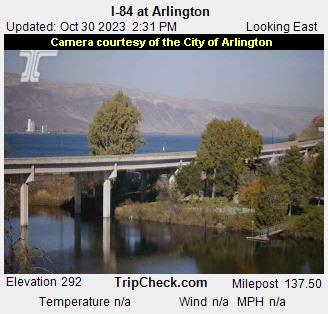 I-84 at Arlington
Updated: Oct 30 2023 2:31 PM Looking East
Camera courtesy of the City of Arlington
Elevation 292 TripCheck.com Milepost 137.50
Temperature n/a Wind n/a MPH n/a